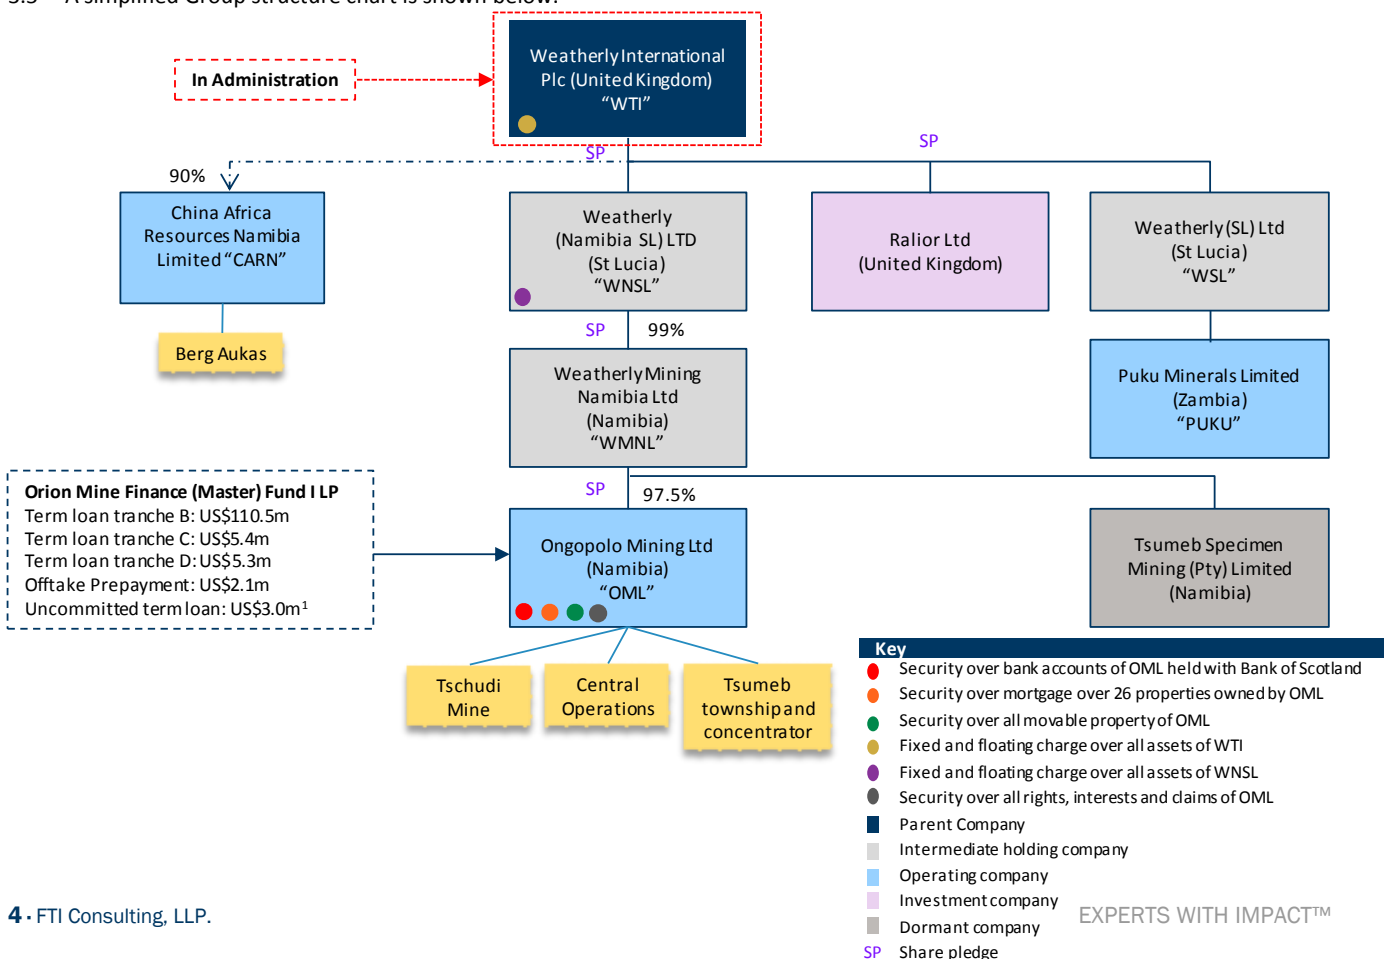 3.3 A simplified Group structure chart is shown below:
Weatherly International
Plc (United Kingdom)
“WTI”
In Administration
SP
SP
90%
China Africa
Resources Namibia
Limited “CARN”
Weatherly
(Namibia SL) LTD
(St Lucia)
“WNSL”
Ralior Ltd
(United Kingdom)
Weatherly (SL) Ltd
(St Lucia)
“WSL”
Berg Aukas
SP
99%
Weatherly Mining
Namibia Ltd
(Namibia)
“WMNL”
Puku Minerals Limited
(Zambia)
“PUKU”
Orion Mine Finance (Master) Fund I LP
Term loan tranche B: US$110.5m
Term loan tranche C: US$5.4m
Term loan tranche D: US$5.3m
Offtake Prepayment: US$2.1m
Uncommitted term loan: US$3.0m¹
SP
97.5%
Ongopolo Mining Ltd
(Namibia)
“OML”
Tsumeb Specimen
Mining (Pty) Limited
(Namibia)
Tschudi
Mine
Central
Operations
Tsumeb
township and
concentrator
Key
Security over bank accounts of OML held with Bank of Scotland
Security over mortgage over 26 properties owned by OML
Security over all movable property of OML
Fixed and floating charge over all assets of WTI
Fixed and floating charge over all assets of WNSL
Security over all rights, interests and claims of OML
Parent Company
Intermediate holding company
Operating company
Investment company
Dormant company
SP Share pledge
4 · FTI Consulting, LLP.
EXPERTS WITH IMPACT™